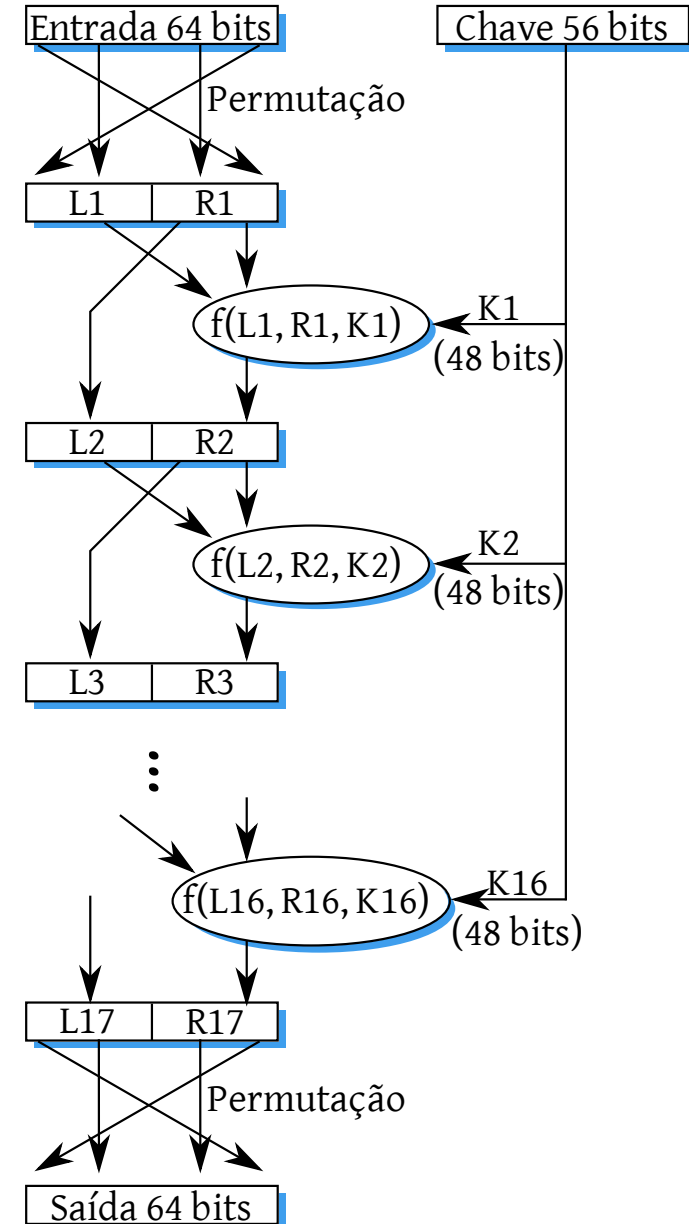 Entrada 64 bits
Chave 56 bits
Permutação
L1 R1
f(L1, R1, K1)
K1
(48 bits)
L2 R2
f(L2, R2, K2)
K2
(48 bits)
L3 R3
...
f(L16, R16, K16)
K16
(48 bits)
L17 R17
Permutação
Saída 64 bits